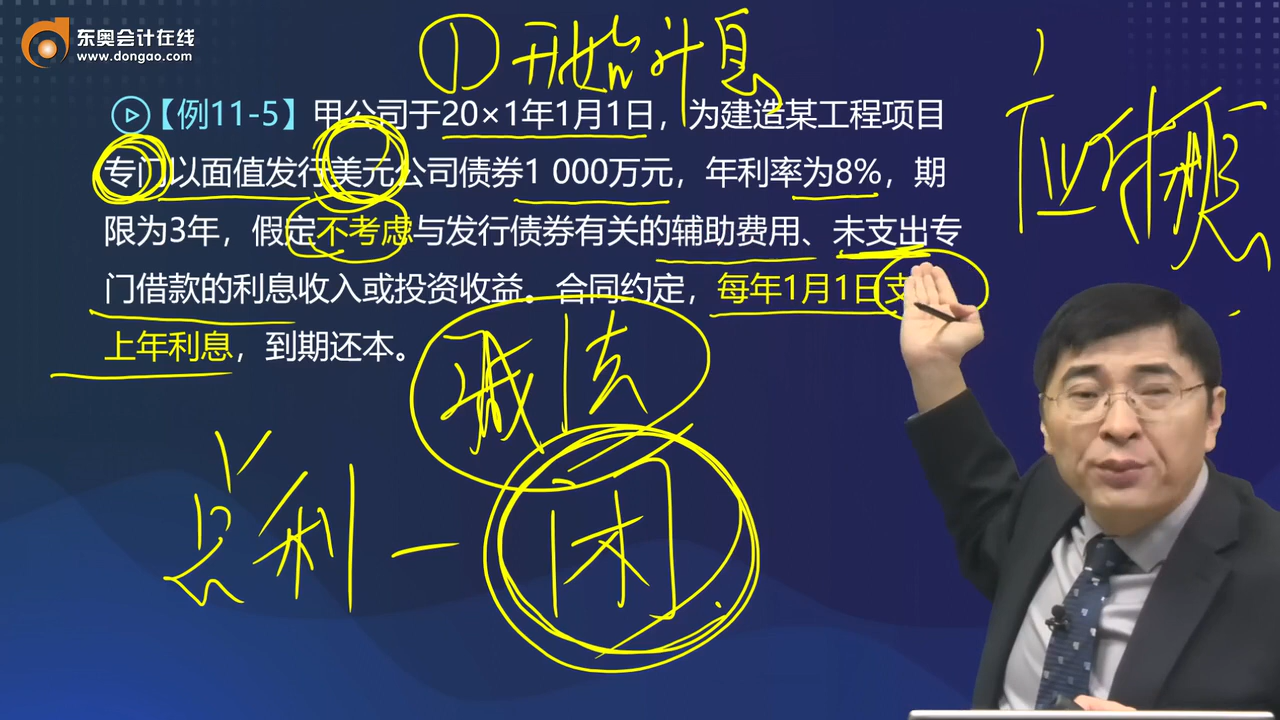 东奥会计在线
www.dongao.com
①开始计息
【例11-5】甲公司于20×1年1月1日，为建造某工程项目
专门以面值发行美元公司债券1 000万元，年利率为8%，期
限为3年，假定不考虑与发行债券有关的辅助费用、未支出专
门借款的利息收入或投资收益。合同约定，每年1月1日支
上年利息，到期还本。
应付
减法
总利 — 闲